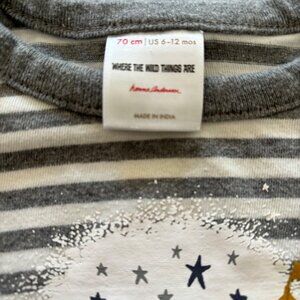 70 cm | US 6-12 mos
WHERE THE WILD THINGS ARE
Hanna Andersson
MADE IN INDIA